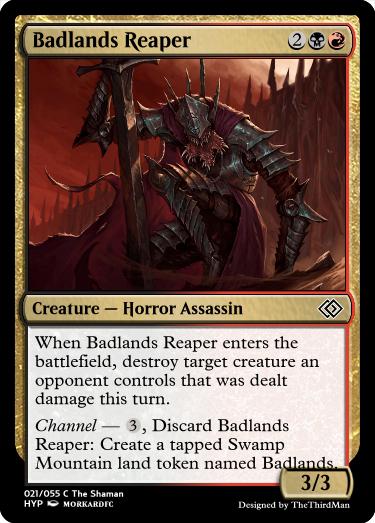 Badlands Reaper 2
Creature — Horror Assassin
When Badlands Reaper enters the
battlefield, destroy target creature an
opponent controls that was dealt
damage this turn.
Channel — 3, Discard Badlands
Reaper: Create a tapped Swamp
Mountain land token named Badlands.
3/3
021/055 C The Shaman
HYP MORKARDFC
Designed by TheThirdMan